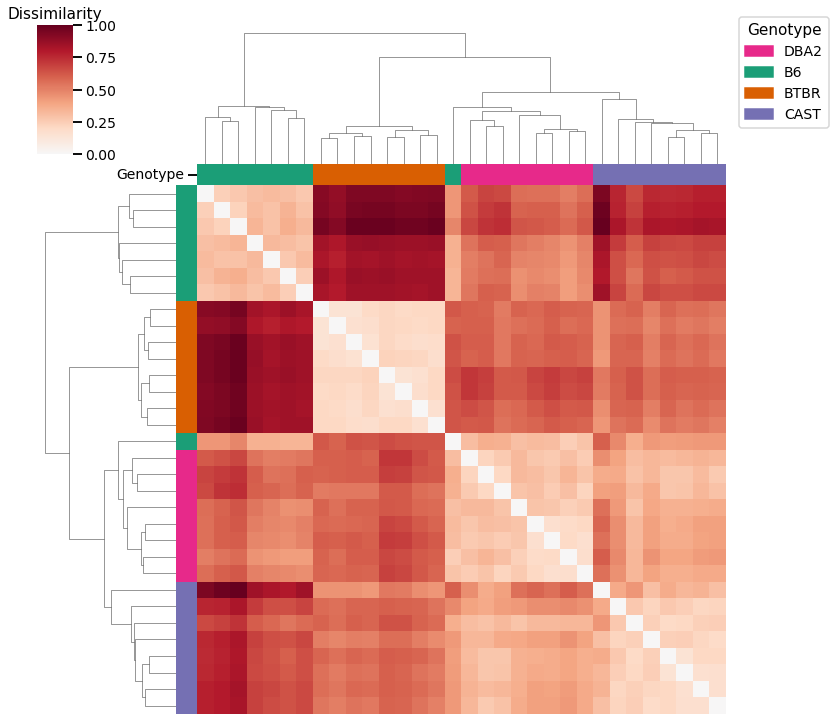 Dissimilarity
1.00
0.75
0.50
0.25
0.00
Genotype
Genotype
DBA2
B6
BTBR
CAST